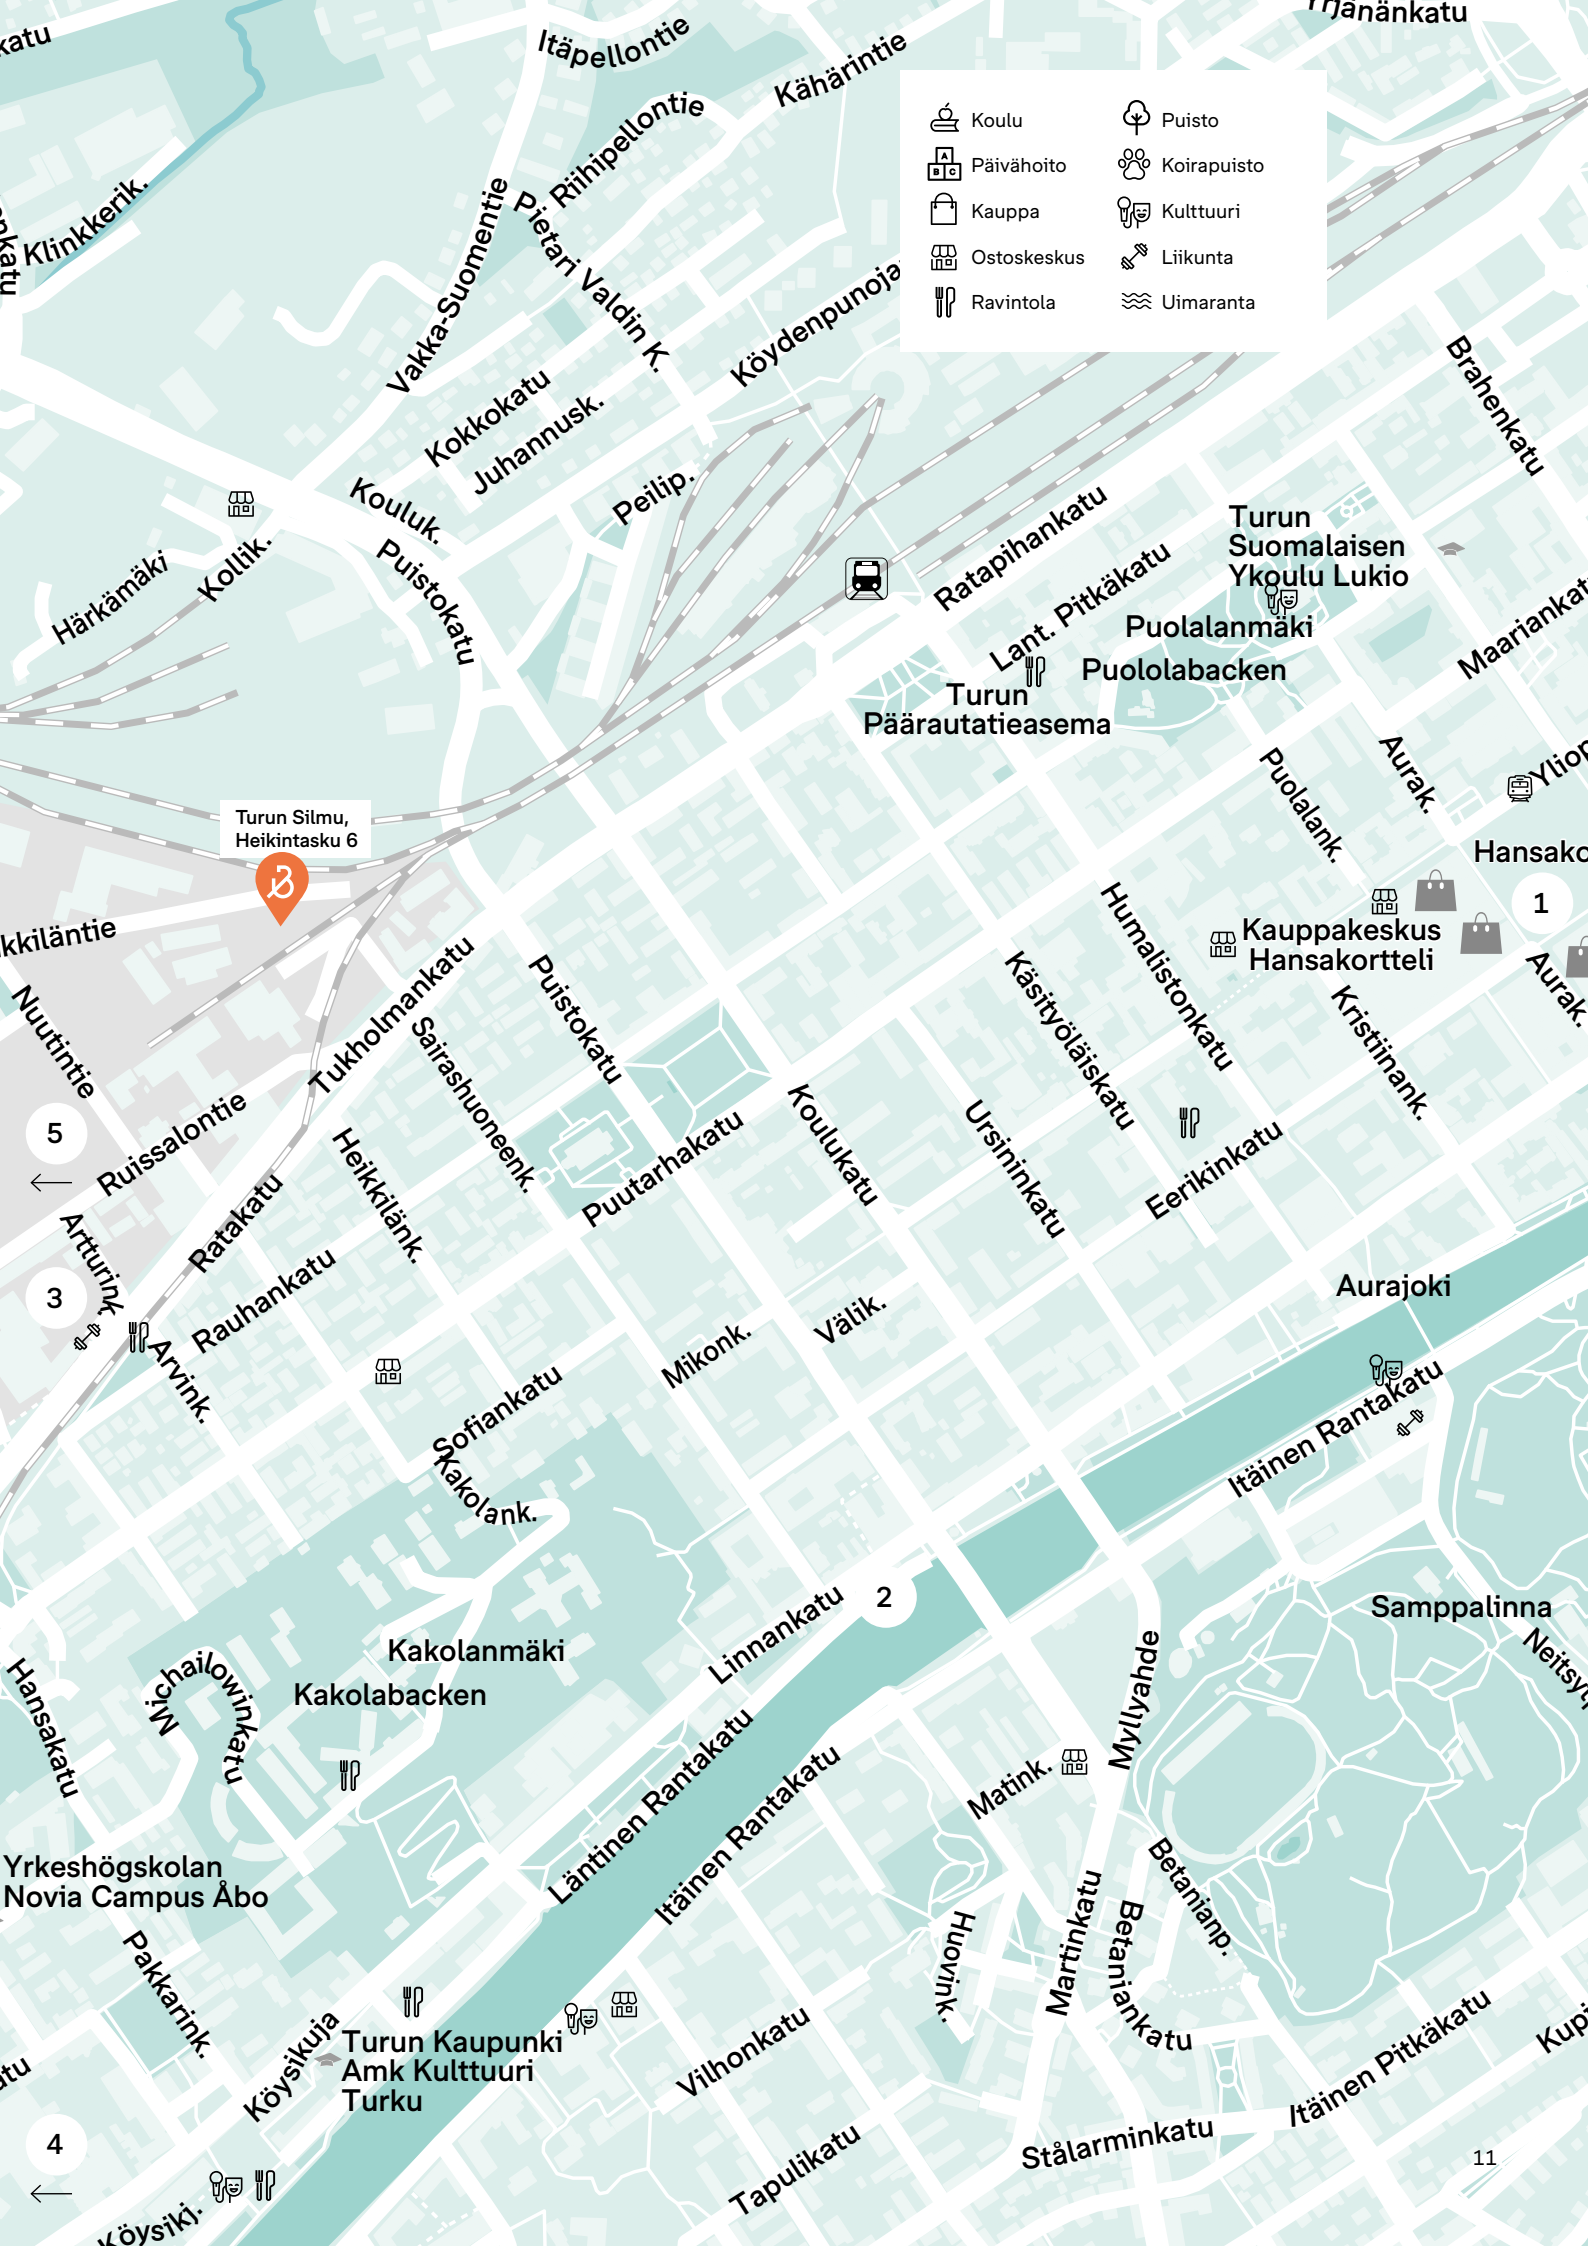 Itäpellontie
Kähärintie
Riihipellontie
Klinkkerik.
Vakka-Suomentie
Pietari Valdin K.
Koulu
Päivähoito
Kauppa
Ostoskeskus
Ravintola
Puisto
Koirapuisto
Kulttuuri
Liikunta
Uimaranta
A
B C
Kokkokatu
Juhannusk.
Brahenkatu
Kouluk.
Peilip.
Puistokatu
Härkämäki
Kollik.
Ratapihankatu
Lant. Pitkäkatu
Turun
Suomalaisen
Ykoulu Lukio
Puolalanmäki
Puololabacken
Turun
Päärautatieasema
Puolalank.
Aurak.
Turun Silmu,
Heikintasku 6
1
Kauppakeskus
Hansakortteli
Humalistonkatu
Käsityöläiskatu
Kristiinank.
Aurak.
Nuutintie
Tukholmankatu
Sairashuoneenk.
Puistokatu
5
Ruissalontie
Heikkilänk.
Puutarhakatu
Koulukatu
Ursininkatu
Eerikinkatu
Artturink.
Ratakatu
3
Rauhankatu
Arvink.
Aurajoki
Mikonk.
Välik.
Sofiankatu
Kakolank.
Itäinen Rantakatu
2
Linnankatu
Samppalinna
Kakolanmäki
Kakolabacken
Michailowinkatu
Hansakatu
Läntinen Rantakatu
Itäinen Rantakatu
Matink.
Myllyahde
Yrkeshögskolan
Novia Campus Åbo
Betanianp.
Betaniankatu
Martinkatu
Huovink.
Pakkarink.
Köysikuja
Turun Kaupunki
Amk Kulttuuri
Turku
Vilhonkatu
Itäinen Pitkäkatu
4
Stålarminkatu
Tapulikatu
Köysikj.
11